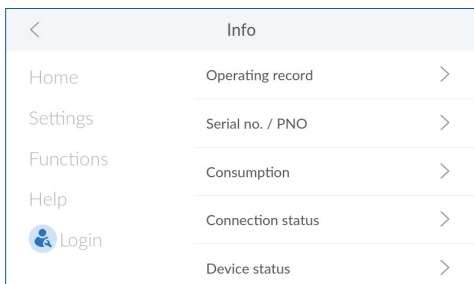 Info
Home
Settings
Functions
Help
Login
Operating record
Serial no. / PNO
Consumption
Connection status
Device status